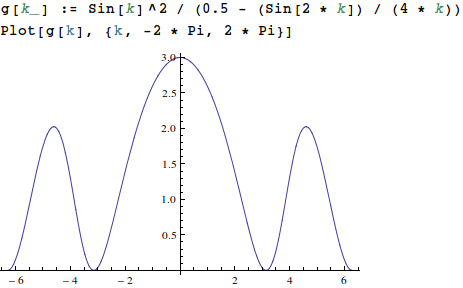 g[k_] := Sin[k]^2 / (0.5 - (Sin[2 * k]) / (4 * k))
Plot[g[k], {k, -2 * Pi, 2 * Pi}]
3.0
2.5
2.0
1.5
1.0
0.5
-6 -4 -2 2 4 6